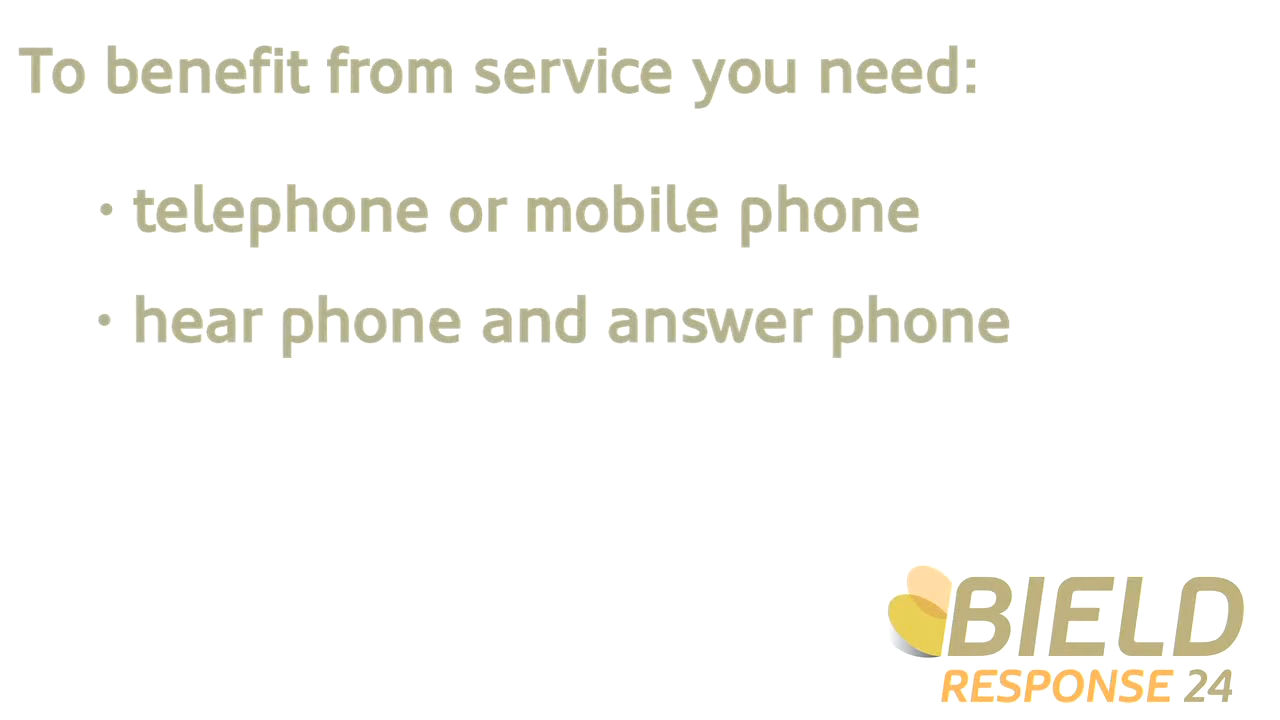 To benefit from service you need:
• telephone or mobile phone
• hear phone and answer phone
BIELD
RESPONSE 24